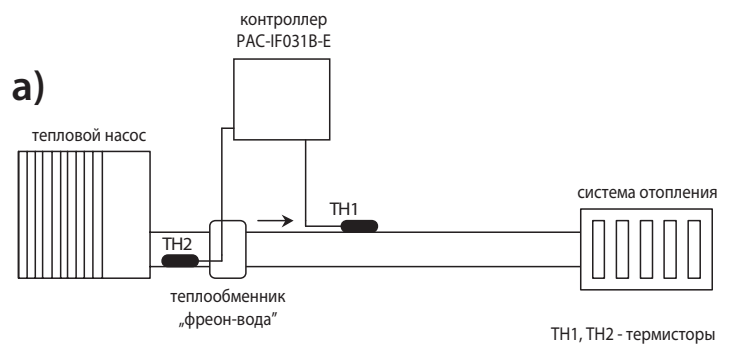 контроллер
PAC-IF031B-E
а)
тепловой насос
система отопления
TH1
TH2
теплообменник
„фреон-вода”
TH1, TH2 - термисторы